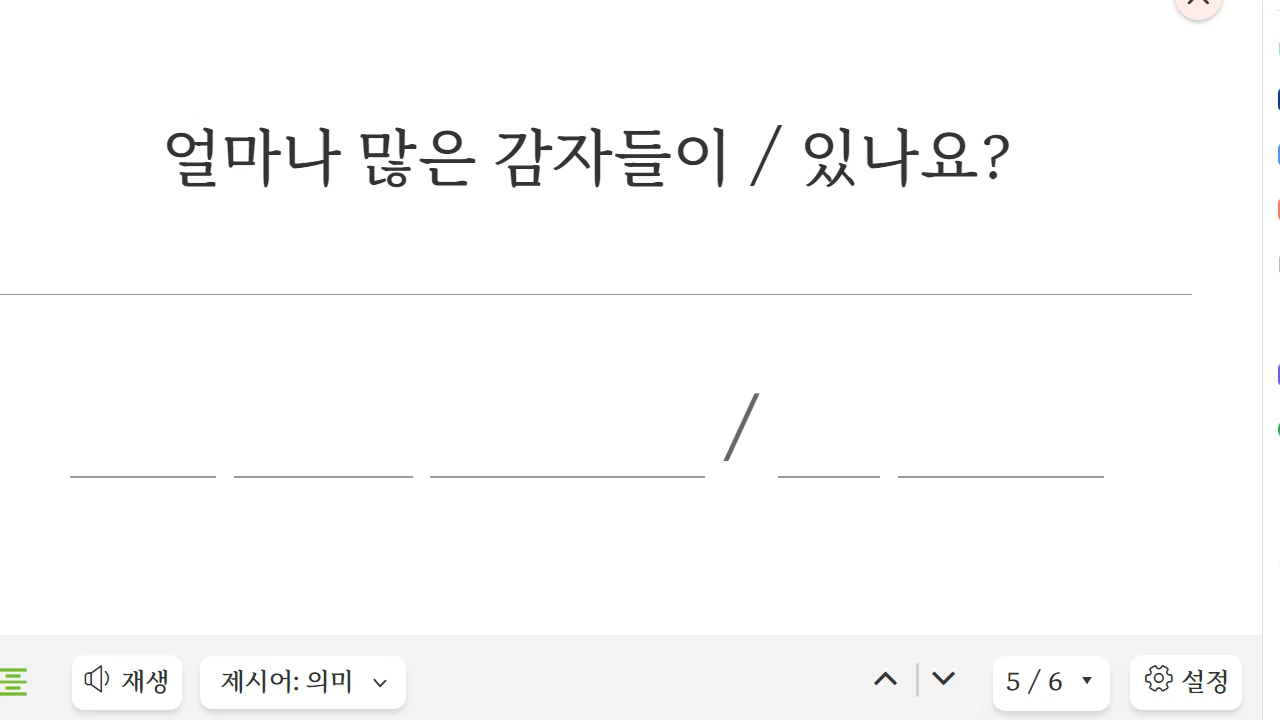 얼마나 많은 감자들이 / 있나요?
/
재생
제시어: 의미
5 / 6
설정